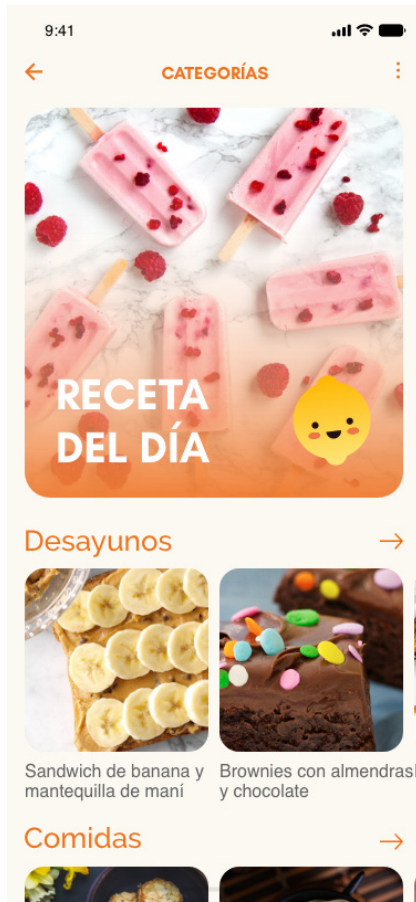 9:41
CATEGORÍAS
RECETA
DEL DÍA
Desayunos
Sandwich de banana y
mantequilla de maní
Brownies con almendras
y chocolate
Comidas